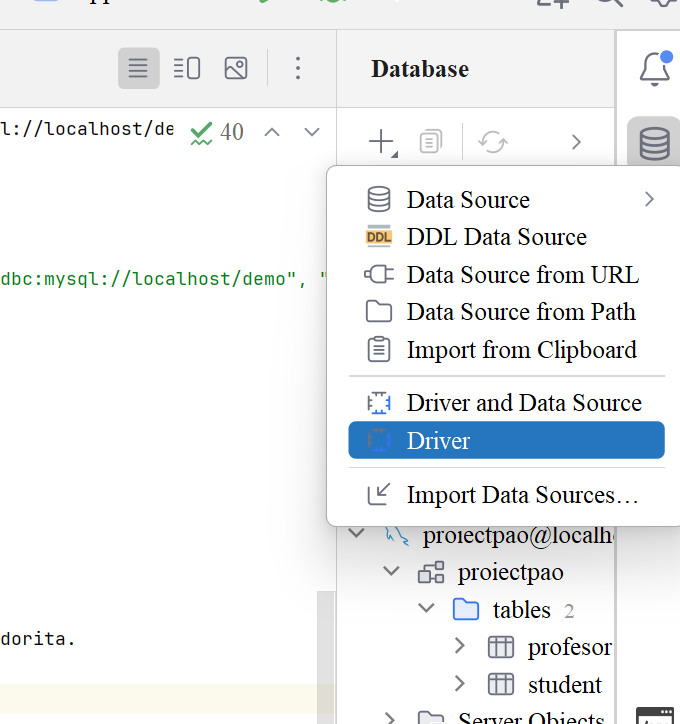 Database
l://localhost/de
40
Data Source
DDL
DDL Data Source
dbc:mysql://localhost/demo", "
Data Source from URL
Data Source from Path
Import from Clipboard
Driver and Data Source
Driver
Import Data Sources…
proiectpao@localh
proiectpao
tables 2
dorita.
profesor
student
Server Objects